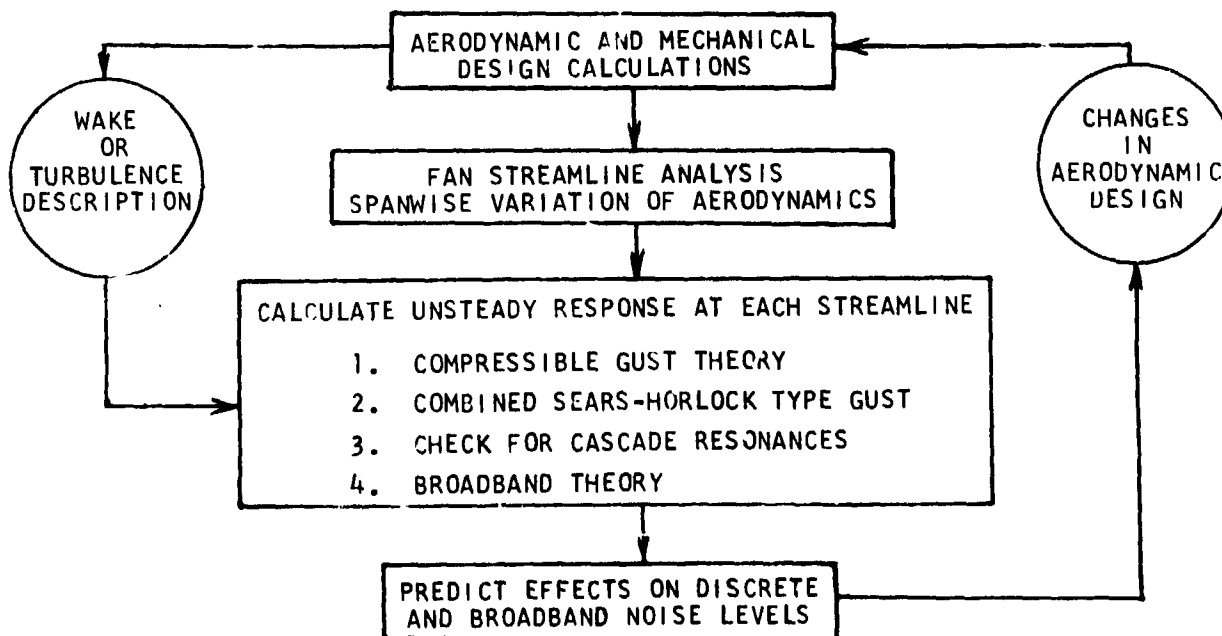 AERODYNAMIC AND MECHANICAL
DESIGN CALCULATIONS
WAKE
OR
TURBULENCE
DESCRIPTION
CHANGES
IN
AERODYNAMIC
DESIGN
FAN STREAMLINE ANALYSIS
SPANWISE VARIATION OF AERODYNAMICS
CALCULATE UNSTEADY RESPONSE AT EACH STREAMLINE
1. COMPRESSIBLE GUST THEORY
2. COMBINED SEARS-HORLOCK TYPE GUST
3. CHECK FOR CASCADE RESONANCES
4. BROADBAND THEORY
PREDICT EFFECTS ON DISCRETE
AND BROADBAND NOISE LEVELS